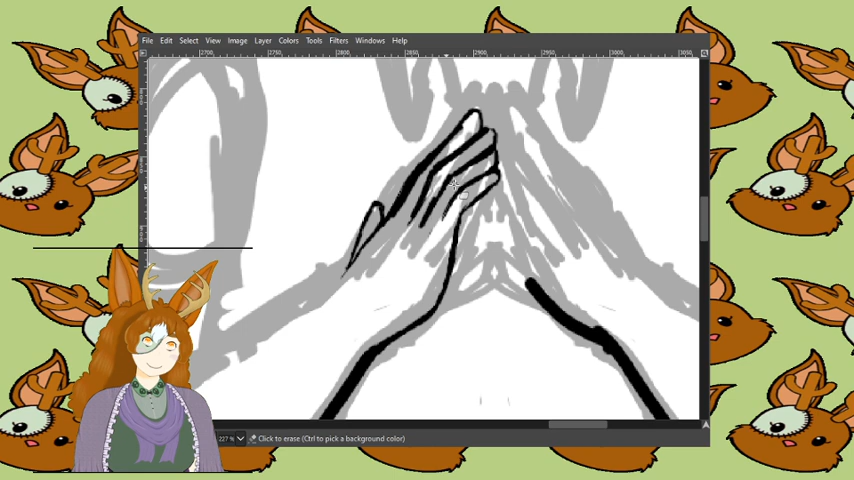 File Edit Select View Image Layer Colors Tools Filters Windows Help
2700 2750 2800 2850 2900 2950 3000 3050
227 % Click to erase (Ctrl to pick a background color)